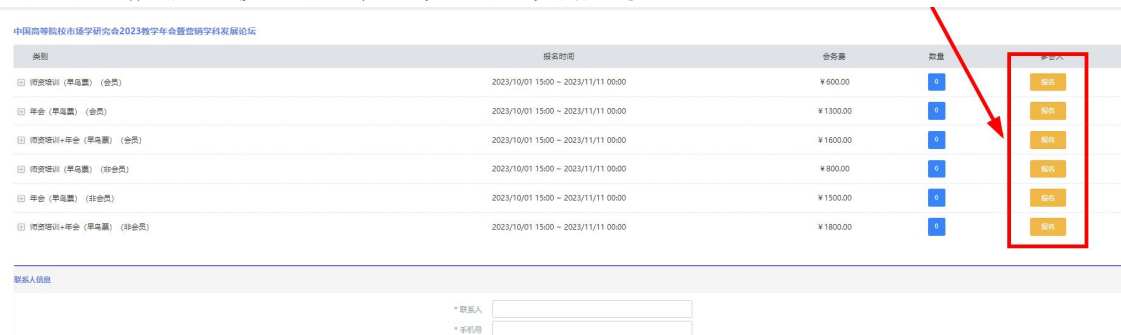 中国高等院校市场学研究会2023教学年会暨营销学科发展论坛
类别 报名时间 会务费 数量 参会人
师资培训（早鸟票）（会员） 2023/10/01 15:00 ~ 2023/11/11 00:00 ¥600.00 0 报名
年会（早鸟票）（会员） 2023/10/01 15:00 ~ 2023/11/11 00:00 ¥1300.00 0 报名
师资培训+年会（早鸟票）（会员） 2023/10/01 15:00 ~ 2023/11/11 00:00 ¥1600.00 0 报名
师资培训（早鸟票）（非会员） 2023/10/01 15:00 ~ 2023/11/11 00:00 ¥800.00 0 报名
年会（早鸟票）（非会员） 2023/10/01 15:00 ~ 2023/11/11 00:00 ¥1500.00 0 报名
师资培训+年会（早鸟票）（非会员） 2023/10/01 15:00 ~ 2023/11/11 00:00 ¥1800.00 0 报名
联系人信息
* 联系人
* 手机号